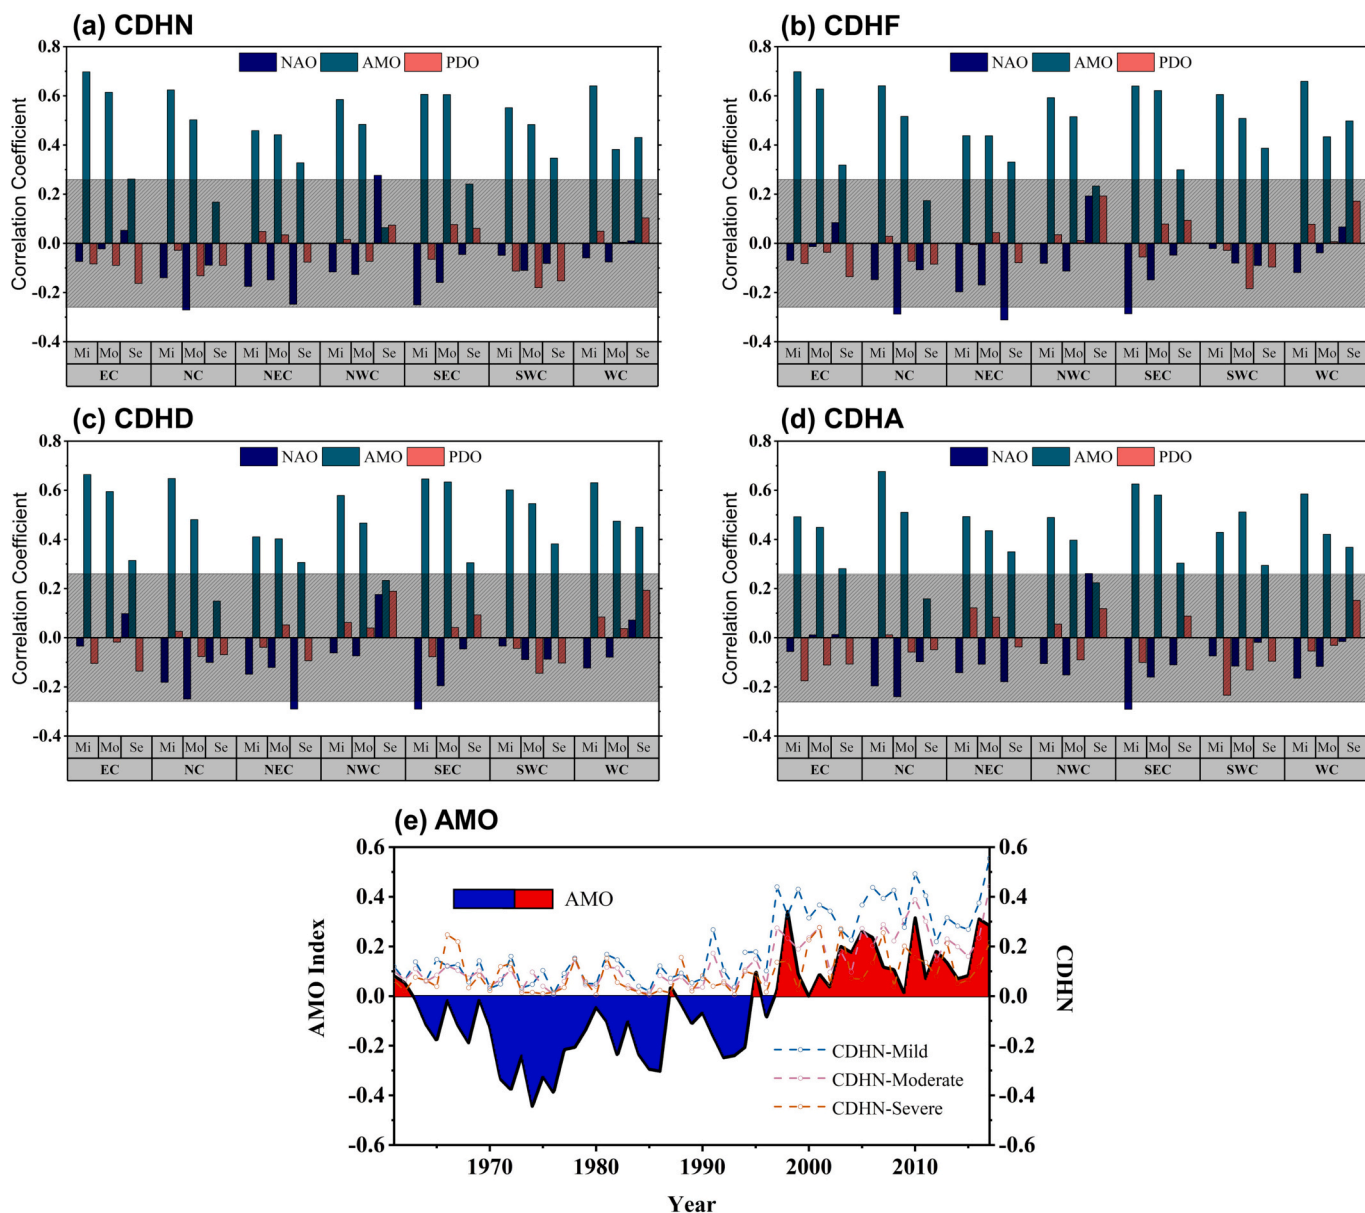 (a) CDHN
NAO AMO PDO
Correlation Coefficient
0.8
0.6
0.4
0.2
0.0
-0.2
-0.4
Mi Mo Se Mi Mo Se Mi Mo Se Mi Mo Se Mi Mo Se Mi Mo Se Mi Mo Se
EC NC NEC NWC SEC SWC WC
(b) CDHF
NAO AMO PDO
Correlation Coefficient
0.8
0.6
0.4
0.2
0.0
-0.2
-0.4
Mi Mo Se Mi Mo Se Mi Mo Se Mi Mo Se Mi Mo Se Mi Mo Se Mi Mo Se
EC NC NEC NWC SEC SWC WC
(c) CDHD
NAO AMO PDO
Correlation Coefficient
0.8
0.6
0.4
0.2
0.0
-0.2
-0.4
Mi Mo Se Mi Mo Se Mi Mo Se Mi Mo Se Mi Mo Se Mi Mo Se Mi Mo Se
EC NC NEC NWC SEC SWC WC
(d) CDHA
NAO AMO PDO
Correlation Coefficient
0.8
0.6
0.4
0.2
0.0
-0.2
-0.4
Mi Mo Se Mi Mo Se Mi Mo Se Mi Mo Se Mi Mo Se Mi Mo Se Mi Mo Se
EC NC NEC NWC SEC SWC WC
(e) AMO
AMO
AMO Index
0.6
0.4
0.2
0.0
-0.2
-0.4
-0.6
0.6
0.4
0.2
0.0
-0.2
-0.4
-0.6
CDHN
CDHN-Mild
CDHN-Moderate
CDHN-Severe
1970 1980 1990 2000 2010
Year